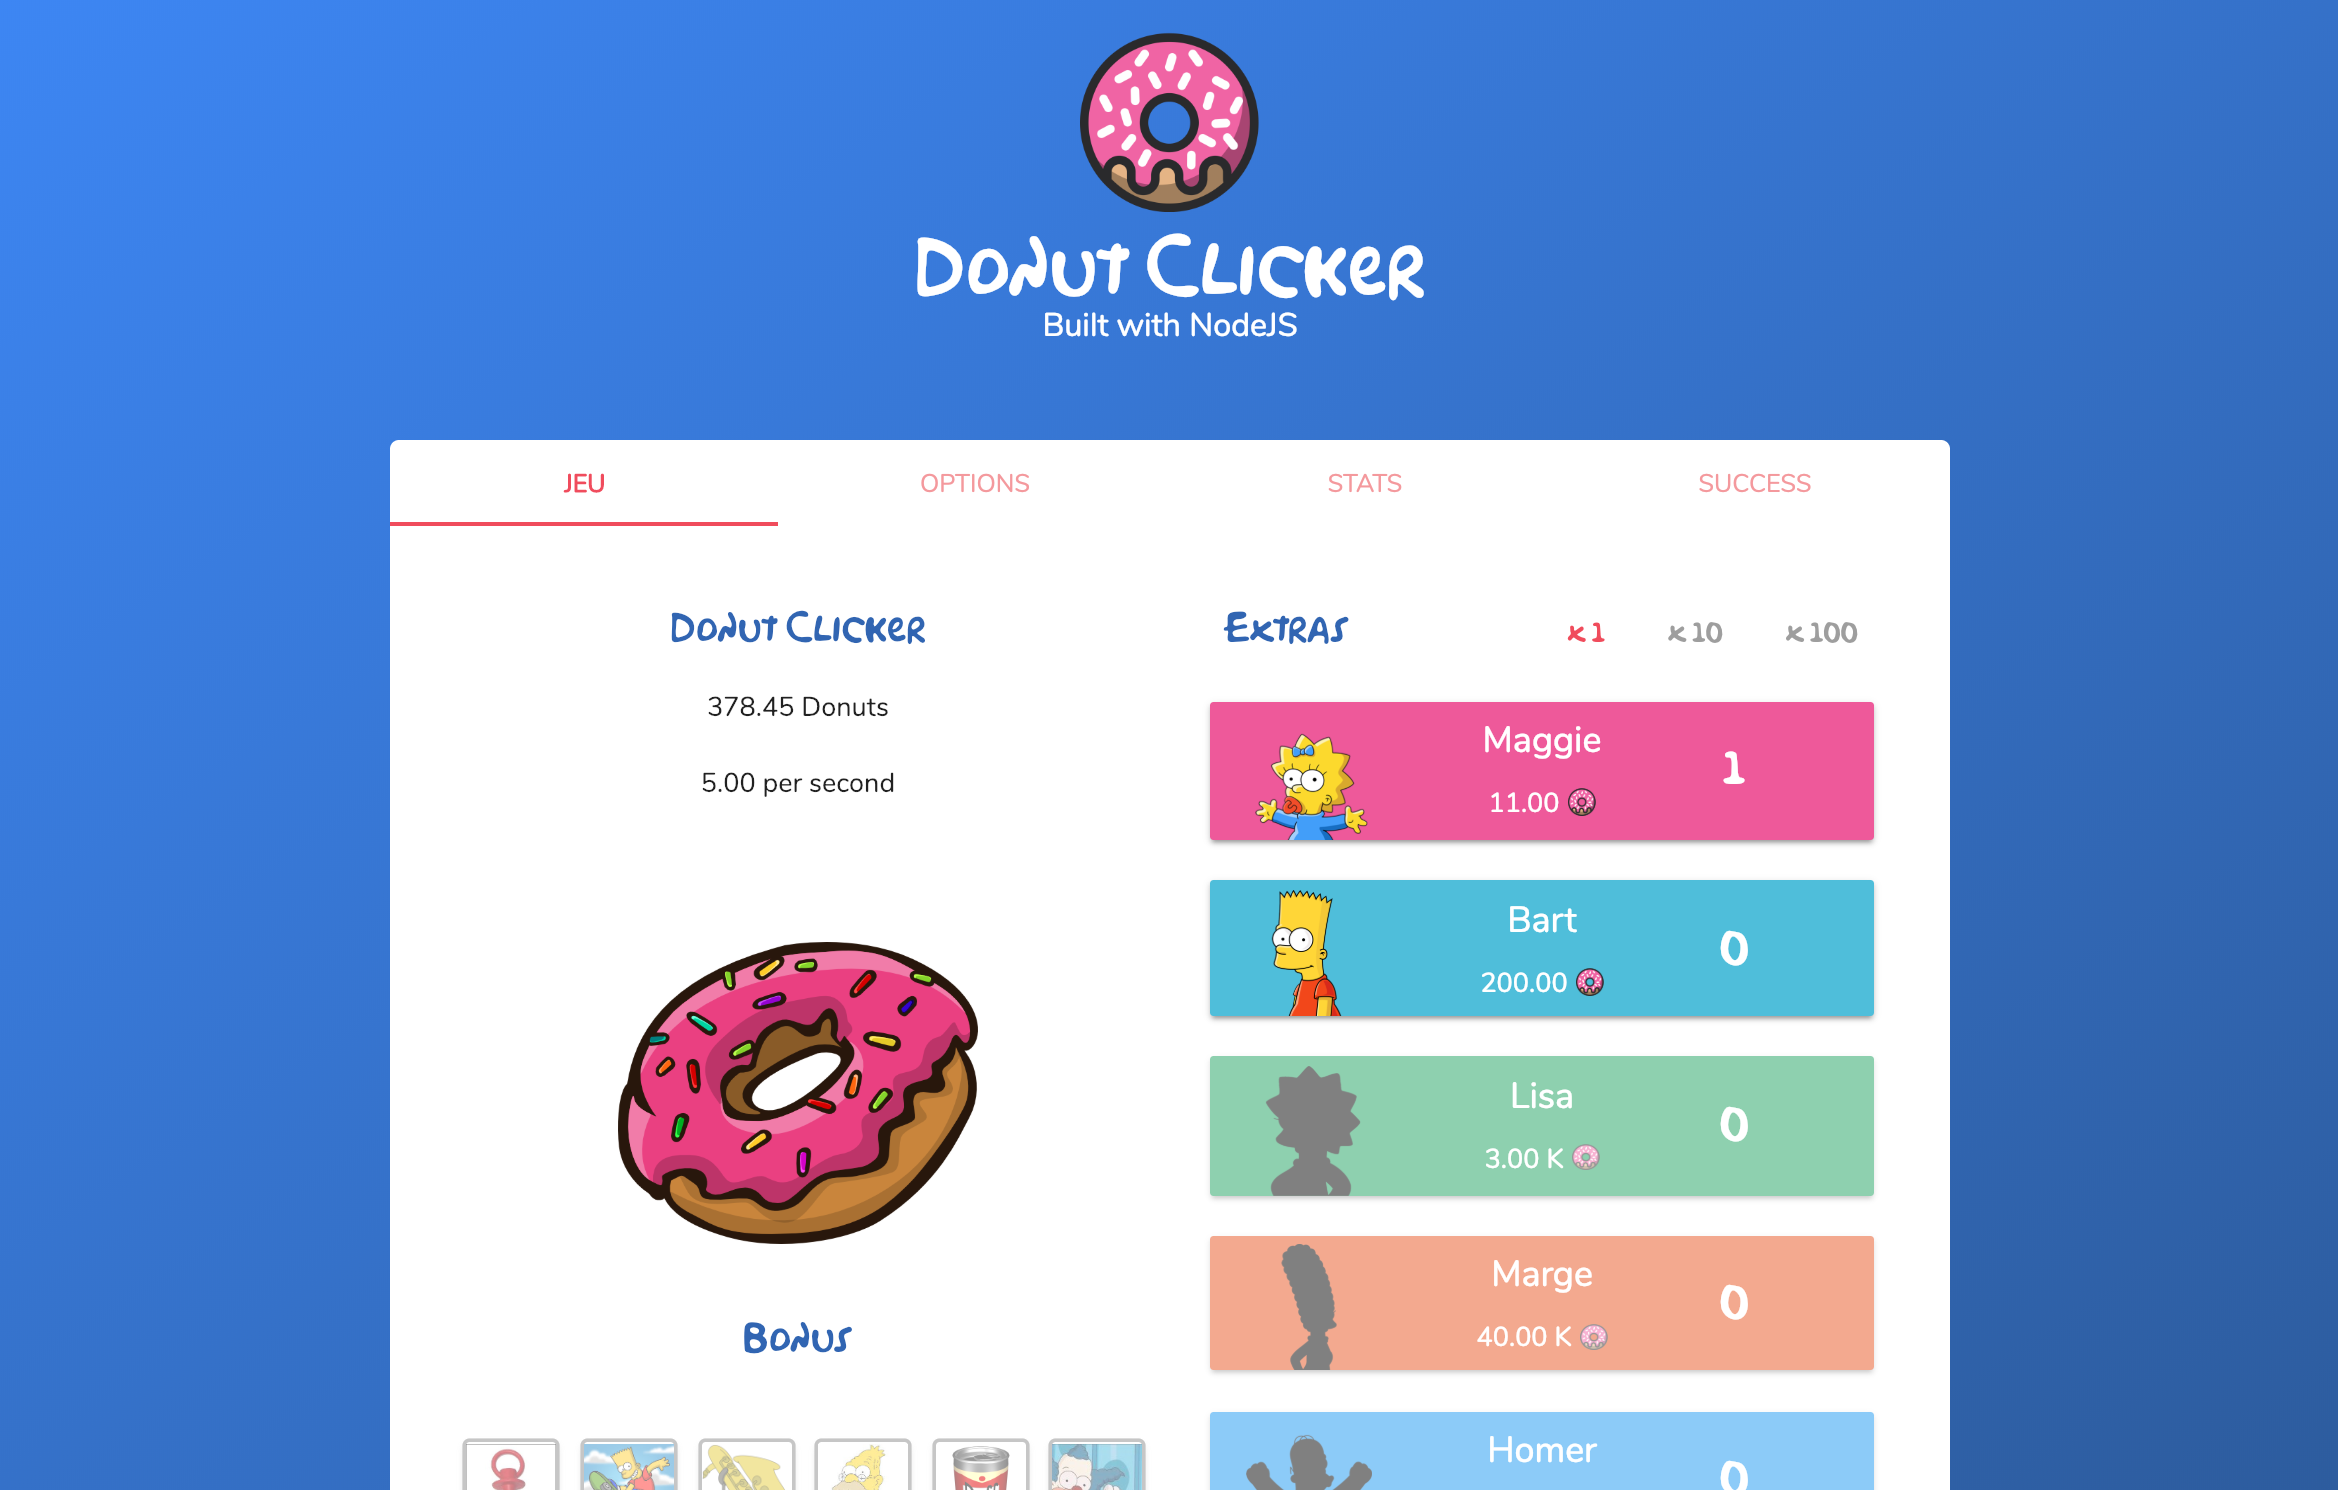 Donut Clicker
Built with NodeJS
JEU
OPTIONS
STATS
SUCCESS
Donut Clicker
378.45 Donuts
5.00 per second
Bonus
Extras
x1
x10
x100
Maggie
11.00
1
Bart
200.00
0
Lisa
3.00 K
0
Marge
40.00 K
0
Homer
0